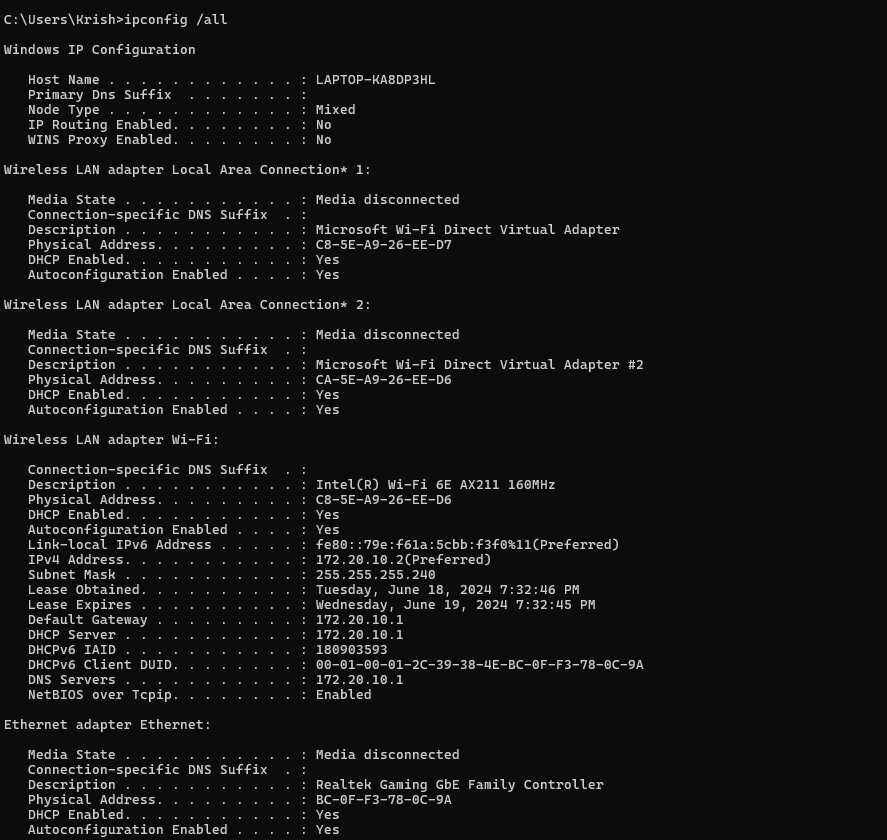 C:\Users\Krish>ipconfig /all
Windows IP Configuration
Host Name . . . . . . . . . . . . : LAPTOP-KA8DP3HL
Primary Dns Suffix  . . . . . . . :
Node Type . . . . . . . . . . . . : Mixed
IP Routing Enabled. . . . . . . . : No
WINS Proxy Enabled. . . . . . . . : No
Wireless LAN adapter Local Area Connection* 1:
Media State . . . . . . . . . . . : Media disconnected
Connection-specific DNS Suffix  . :
Description . . . . . . . . . . . : Microsoft Wi-Fi Direct Virtual Adapter
Physical Address. . . . . . . . . : C8-5E-A9-26-EE-D7
DHCP Enabled. . . . . . . . . . . : Yes
Autoconfiguration Enabled . . . . : Yes
Wireless LAN adapter Local Area Connection* 2:
Media State . . . . . . . . . . . : Media disconnected
Connection-specific DNS Suffix  . :
Description . . . . . . . . . . . : Microsoft Wi-Fi Direct Virtual Adapter #2
Physical Address. . . . . . . . . : CA-5E-A9-26-EE-D6
DHCP Enabled. . . . . . . . . . . : Yes
Autoconfiguration Enabled . . . . : Yes
Wireless LAN adapter Wi-Fi:
Connection-specific DNS Suffix  . :
Description . . . . . . . . . . . : Intel(R) Wi-Fi 6E AX211 160MHz
Physical Address. . . . . . . . . : C8-5E-A9-26-EE-D6
DHCP Enabled. . . . . . . . . . . : Yes
Autoconfiguration Enabled . . . . : Yes
Link-local IPv6 Address . . . . . : fe80::79e:f61a:5cbb:f3f0%11(Preferred)
IPv4 Address. . . . . . . . . . . : 172.20.10.2(Preferred)
Subnet Mask . . . . . . . . . . . : 255.255.255.240
Lease Obtained. . . . . . . . . . : Tuesday, June 18, 2024 7:32:46 PM
Lease Expires . . . . . . . . . . : Wednesday, June 19, 2024 7:32:45 PM
Default Gateway . . . . . . . . . : 172.20.10.1
DHCP Server . . . . . . . . . . . : 172.20.10.1
DHCPv6 IAID . . . . . . . . . . . : 180903593
DHCPv6 Client DUID. . . . . . . . : 00-01-00-01-2C-39-38-4E-BC-0F-F3-78-0C-9A
DNS Servers . . . . . . . . . . . : 172.20.10.1
NetBIOS over Tcpip. . . . . . . . : Enabled
Ethernet adapter Ethernet:
Media State . . . . . . . . . . . : Media disconnected
Connection-specific DNS Suffix  . :
Description . . . . . . . . . . . : Realtek Gaming GbE Family Controller
Physical Address. . . . . . . . . : BC-0F-F3-78-0C-9A
DHCP Enabled. . . . . . . . . . . : Yes
Autoconfiguration Enabled . . . . : Yes